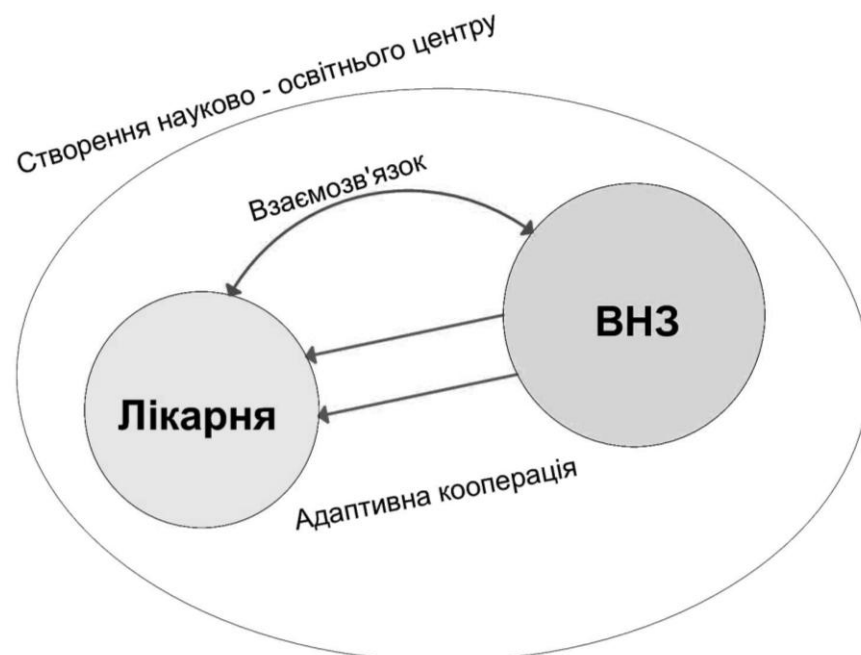 Створення науково - освітнього центру
Взаємозв'язок
ВНЗ
Лікарня
Адаптивна кооперація